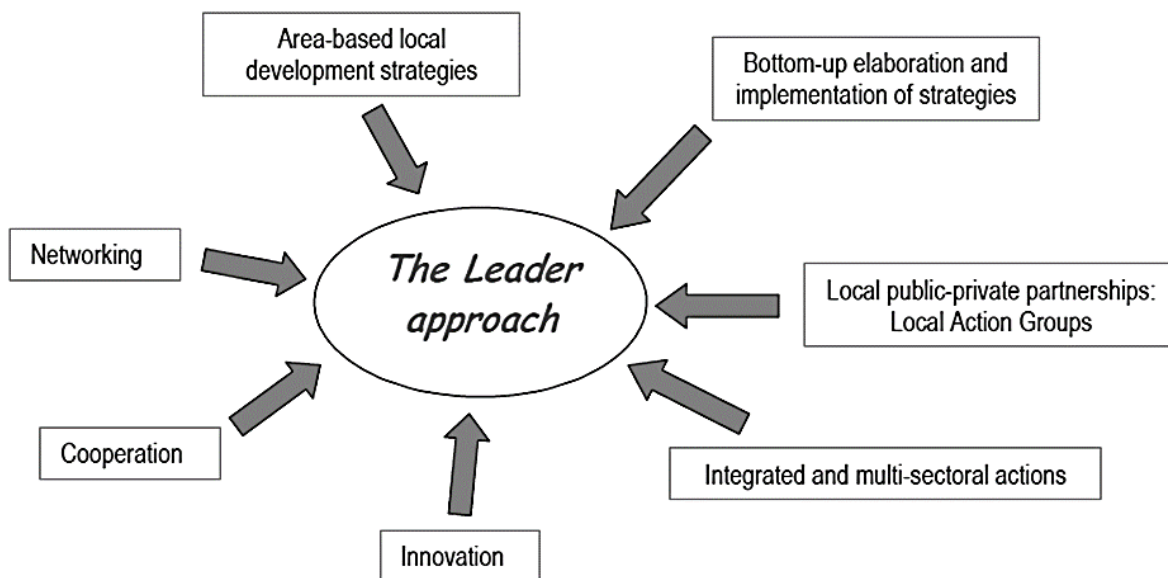 Area-based local
development strategies
Bottom-up elaboration and
implementation of strategies
Networking
The Leader
approach
Local public-private partnerships:
Local Action Groups
Cooperation
Integrated and multi-sectoral actions
Innovation